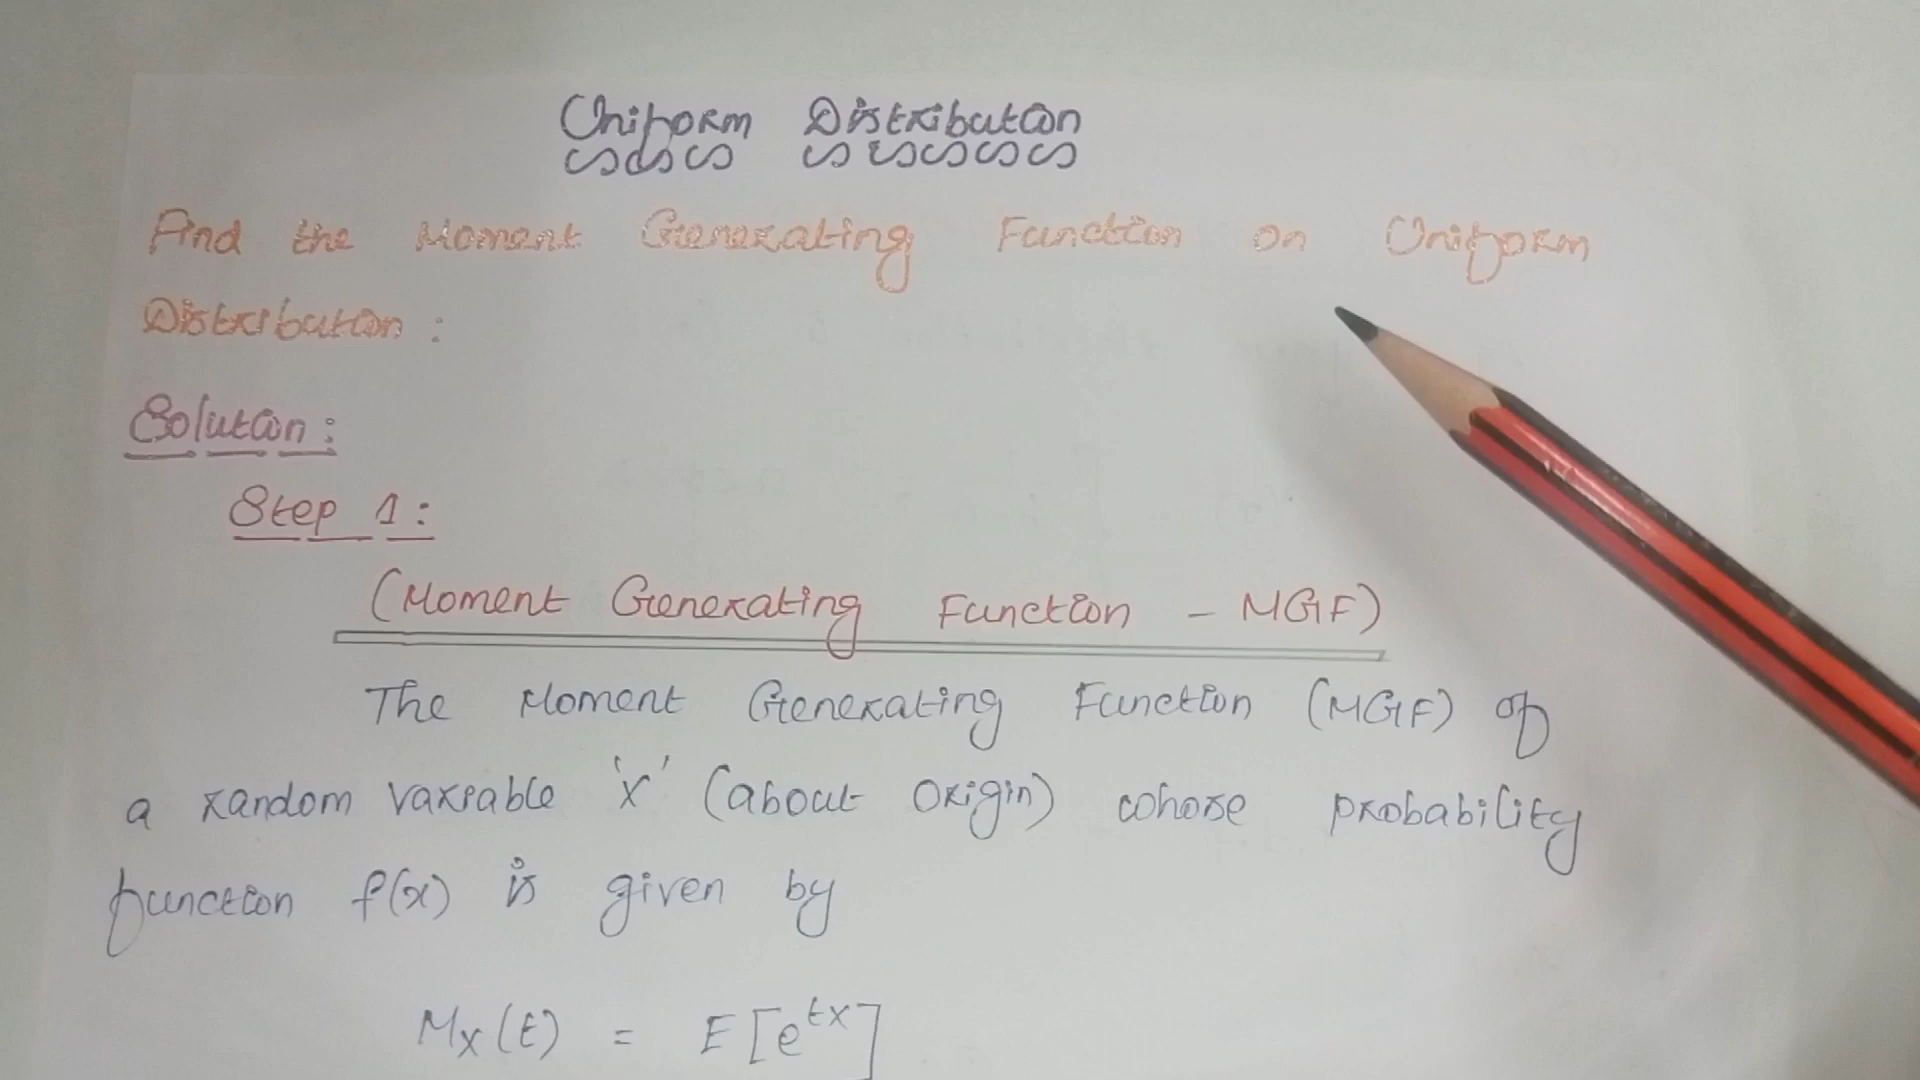 Uniform Distribution
Find the Moment Generating Function on Uniform
Distribution :
Solution :
Step 1 :
(Moment Generating Function - MGF)
The Moment Generating Function (MGF) of
a random variable 'X' (about origin) whose probability
function f(x) is given by
Mx(t) = E[e^{tx}]